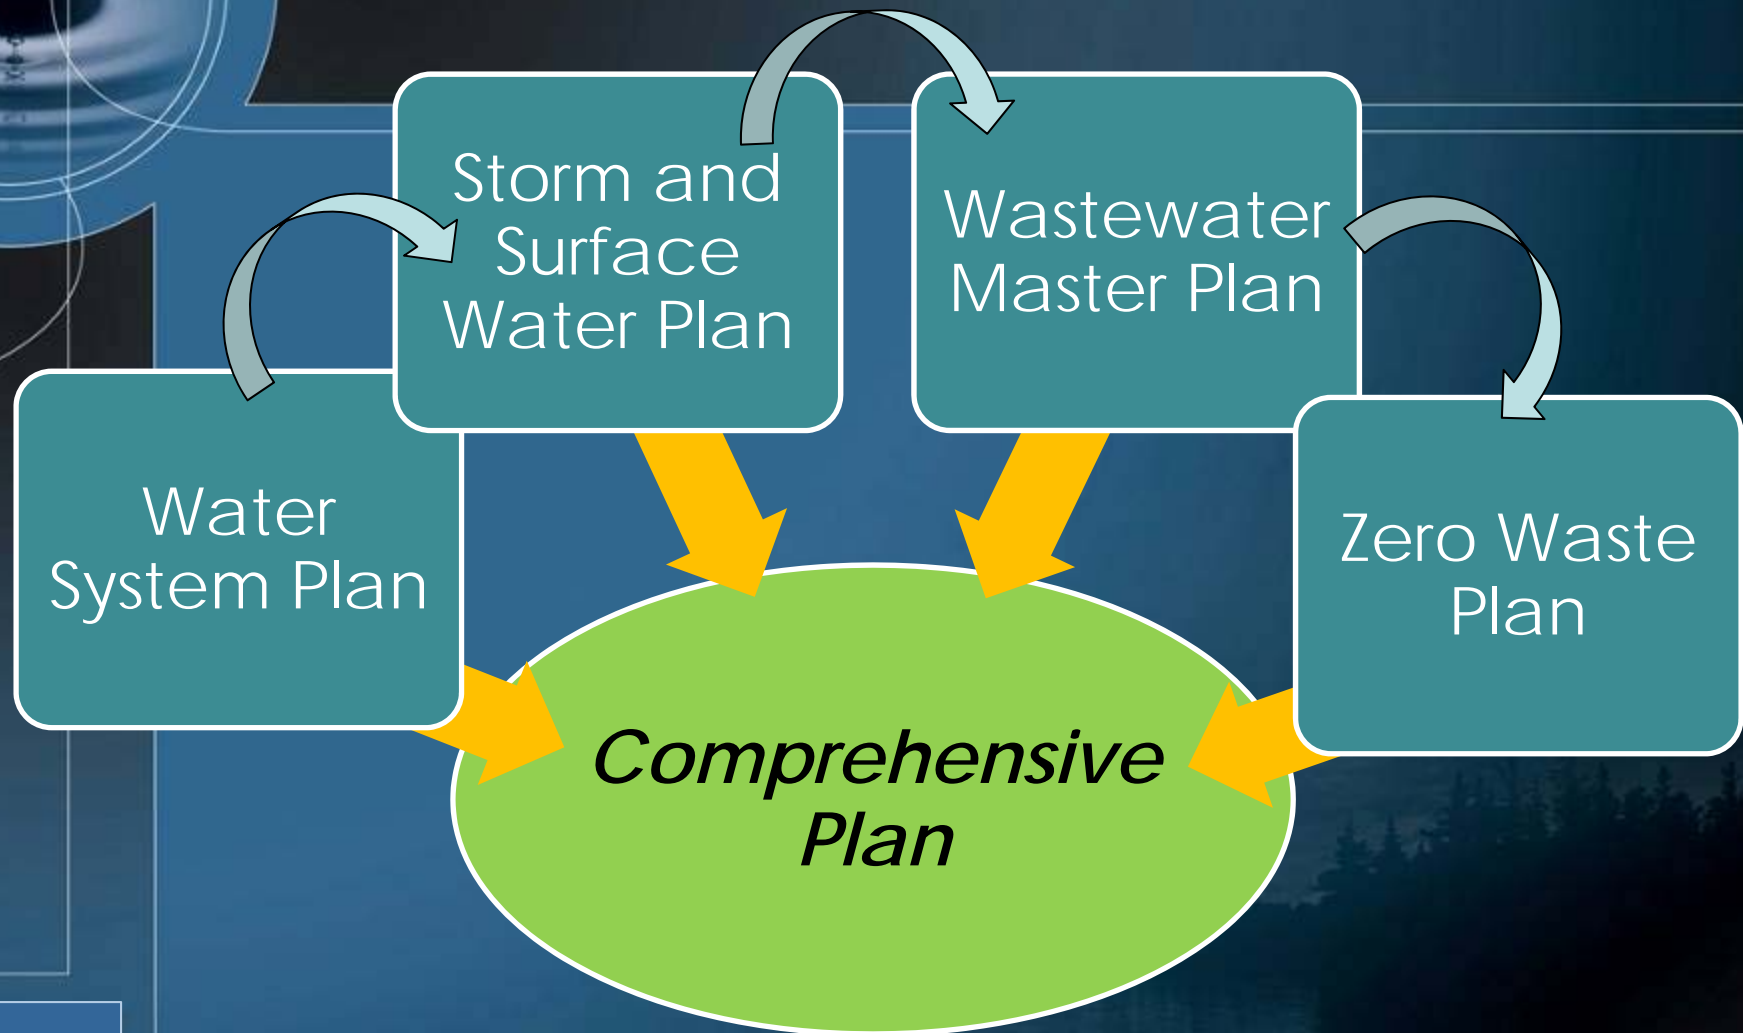 Storm and
Surface
Water Plan
Wastewater
Master Plan
Water
System Plan
Zero Waste
Plan
Comprehensive
Plan